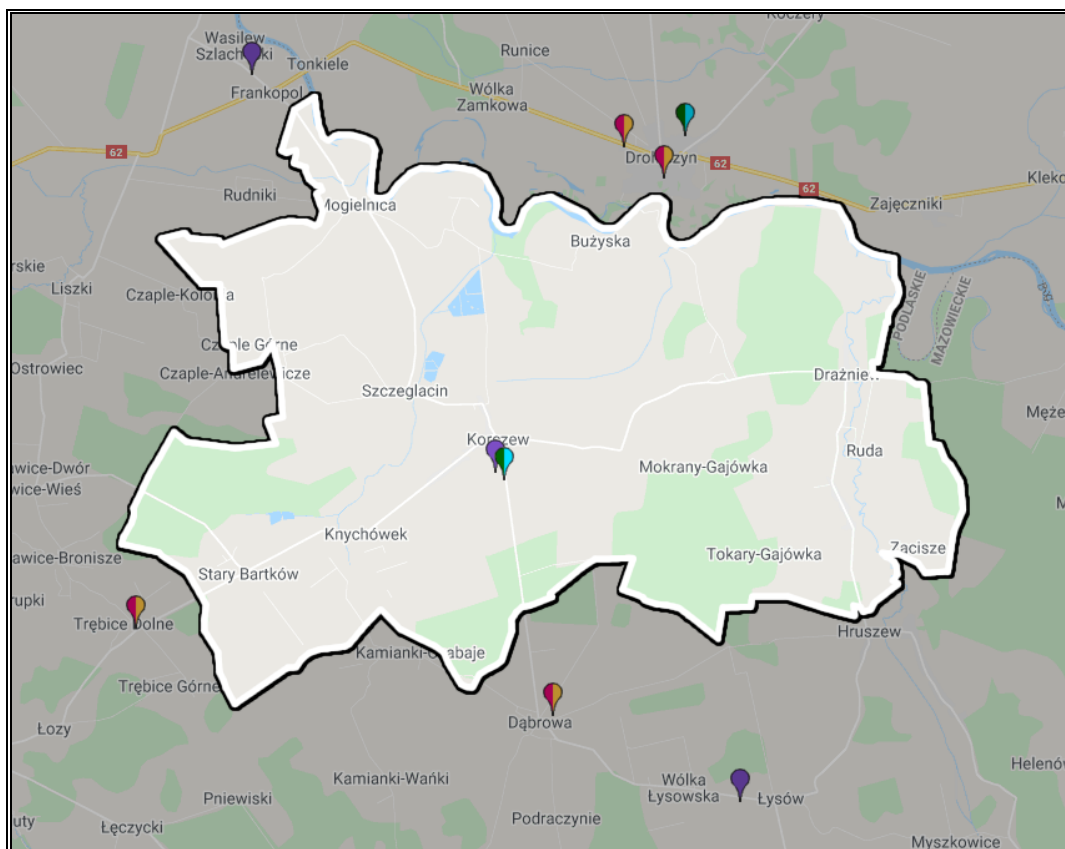 Koczery
Wasilew
Szlachecki
Tonkiele
Runice
Frankopol
Wólka
Zamkowa
62
Drohiczyn
62
62
Klek
Rudniki
Mogielnica
Zajęczniki
Bużyska
rskie
Liszki
Czaple-Kolonia
PODLASKIE
MAZOWIECKIE
Bug
Czaple Górne
Ostrowiec
Czaple-Andrelewicze
Szczeglacin
Drażniew
Męże
Korczew
Ruda
awice-Dwór
Mokrany-Gajówka
wice-Wieś
Knychówek
awice-Bronisze
Tokary-Gajówka
Zacisze
Stary Bartków
rupki
Trębice Dolne
Hruszew
Kamianki-Czabaje
Trębice Górne
Łozy
Dąbrowa
Kamianki-Wańki
Wólka
Łysowska
Helenów
Pniewiski
Łysów
Podraczynie
uty
Łęczycki
Myszkowice